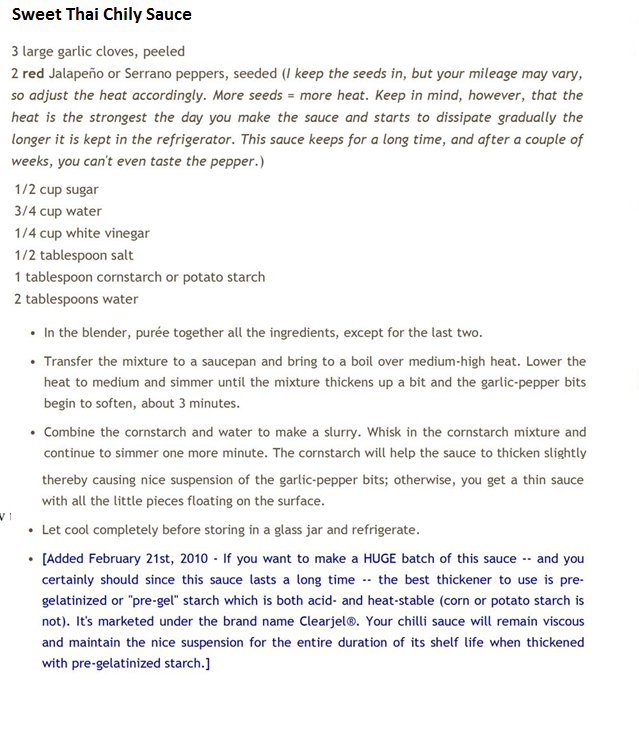 Sweet Thai Chily Sauce
3 large garlic cloves, peeled
2 red Jalapeño or Serrano peppers, seeded (I keep the seeds in, but your mileage may vary,
so adjust the heat accordingly. More seeds = more heat. Keep in mind, however, that the
heat is the strongest the day you make the sauce and starts to dissipate gradually the
longer it is kept in the refrigerator. This sauce keeps for a long time, and after a couple of
weeks, you can't even taste the pepper.)
1/2 cup sugar
3/4 cup water
1/4 cup white vinegar
1/2 tablespoon salt
1 tablespoon cornstarch or potato starch
2 tablespoons water
• In the blender, purée together all the ingredients, except for the last two.
• Transfer the mixture to a saucepan and bring to a boil over medium-high heat. Lower the
heat to medium and simmer until the mixture thickens up a bit and the garlic-pepper bits
begin to soften, about 3 minutes.
• Combine the cornstarch and water to make a slurry. Whisk in the cornstarch mixture and
continue to simmer one more minute. The cornstarch will help the sauce to thicken slightly
thereby causing nice suspension of the garlic-pepper bits; otherwise, you get a thin sauce
with all the little pieces floating on the surface.
• Let cool completely before storing in a glass jar and refrigerate.
• [Added February 21st, 2010 - If you want to make a HUGE batch of this sauce -- and you
certainly should since this sauce lasts a long time -- the best thickener to use is pre-
gelatinized or "pre-gel" starch which is both acid- and heat-stable (corn or potato starch is
not). It's marketed under the brand name Clearjel®. Your chilli sauce will remain viscous
and maintain the nice suspension for the entire duration of its shelf life when thickened
with pre-gelatinized starch.]